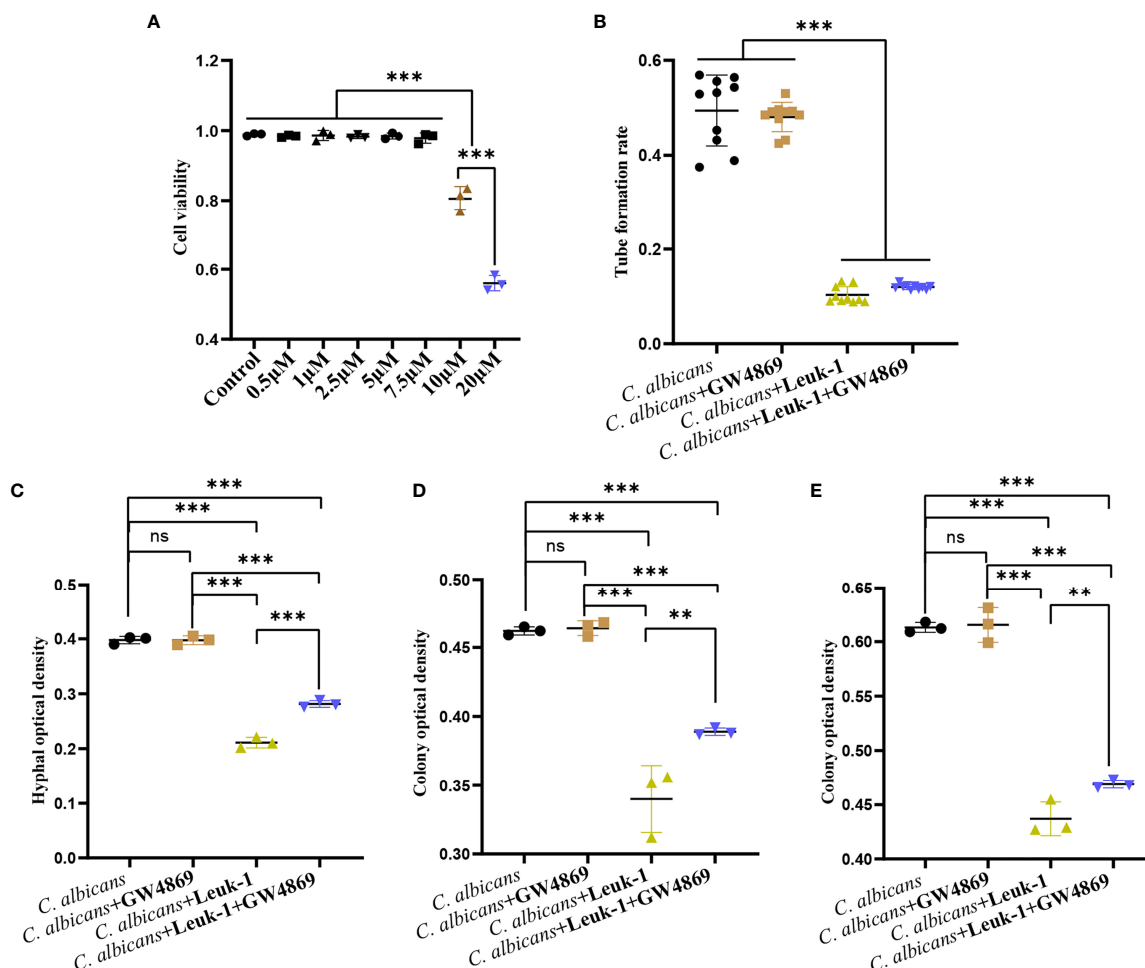 A
***
***
1.2
1.0
0.8
0.6
0.4
Cell viability
Control
0.5μM
1μM
2.5μM
5μM
7.5μM
10μM
20μM
B
***
0.6
0.4
0.2
0.0
Tube formation rate
C. albicans
C. albicans+GW4869
C. albicans+Leuk-1
C. albicans+Leuk-1+GW4869
C
***
***
ns
***
***
***
0.5
0.4
0.3
0.2
0.1
0.0
Hyphal optical density
C. albicans
C. albicans+GW4869
C. albicans+Leuk-1
C. albicans+Leuk-1+GW4869
D
***
***
ns
***
***
**
0.50
0.45
0.40
0.35
0.30
Colony optical density
C. albicans
C. albicans+GW4869
C. albicans+Leuk-1
C. albicans+Leuk-1+GW4869
E
***
***
ns
***
***
**
0.65
0.60
0.55
0.50
0.45
0.40
Colony optical density
C. albicans
C. albicans+GW4869
C. albicans+Leuk-1
C. albicans+Leuk-1+GW4869